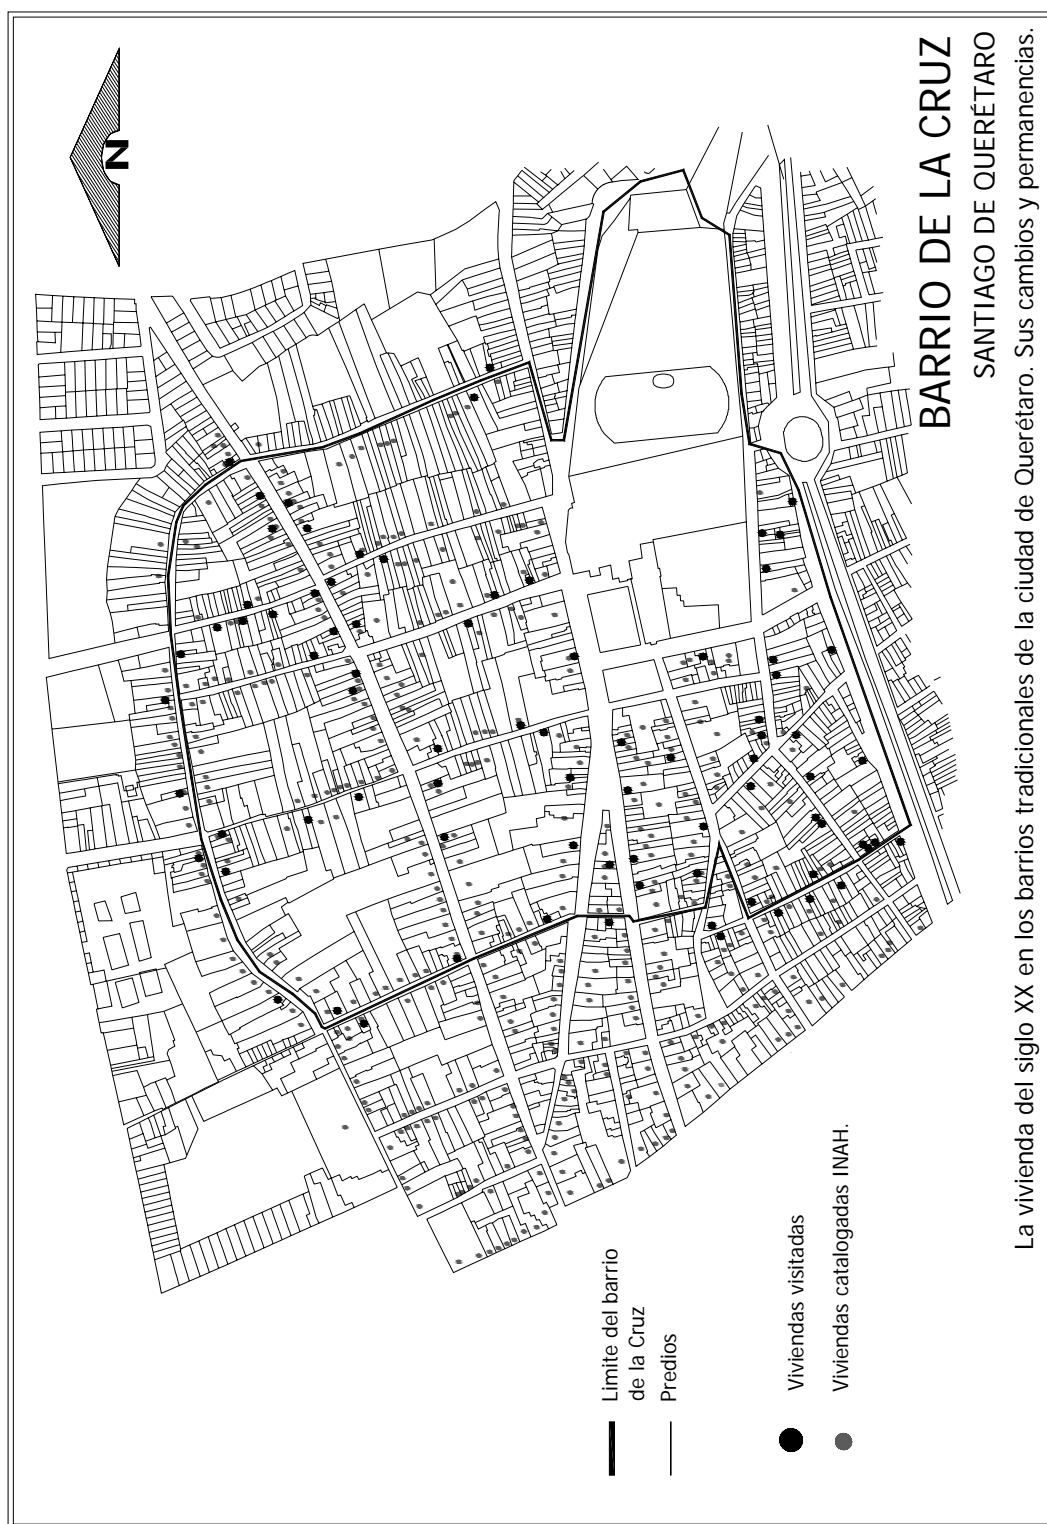 N
BARRIO DE LA CRUZ
SANTIAGO DE QUERÉTARO
La vivienda del siglo XX en los barrios tradicionales de la ciudad de Querétaro. Sus cambios y permanencias.
Limite del barrio
de la Cruz
Predios
Viviendas visitadas
Viviendas catalogadas INAH.